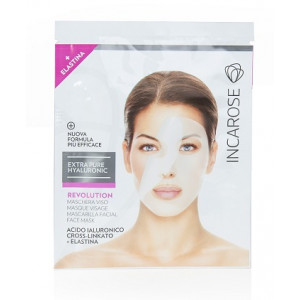 +
ELASTINA
INCAROSE
NUOVA
FORMULA
PIÙ EFFICACE
EXTRA PURE
HYALURONIC
REVOLUTION
MASCHERA VISO
MASQUE VISAGE
MASCARILLA FACIAL
FACE MASK
ACIDO IALURONICO
CROSS-LINKATO
+ ELASTINA